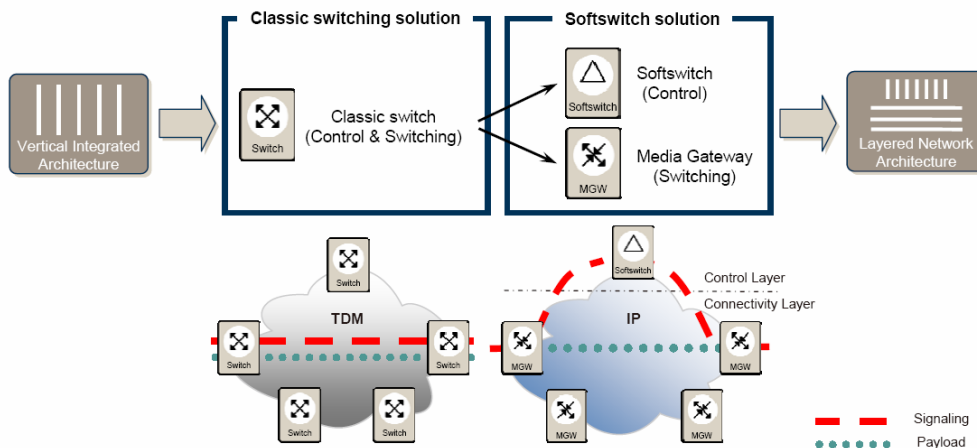 Classic switching solution
Softswitch solution
Vertical Integrated
Architecture
Switch
Classic switch
(Control & Switching)
Softswitch
Softswitch
(Control)
MGW
Media Gateway
(Switching)
Layered Network
Architecture
Switch
TDM
Switch
Switch
Switch
Switch
Softswitch
Control Layer
Connectivity Layer
IP
MGW
MGW
MGW
MGW
Signaling
Payload